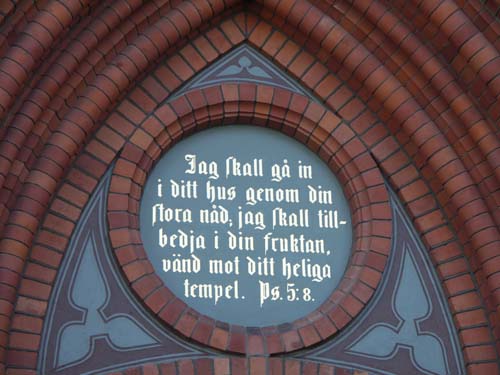 Jag skall gå in
i ditt hus genom din
stora nåd, jag skall till-
bedja i din fruktan,
vänd mot ditt heliga
tempel. Ps. 5:8.